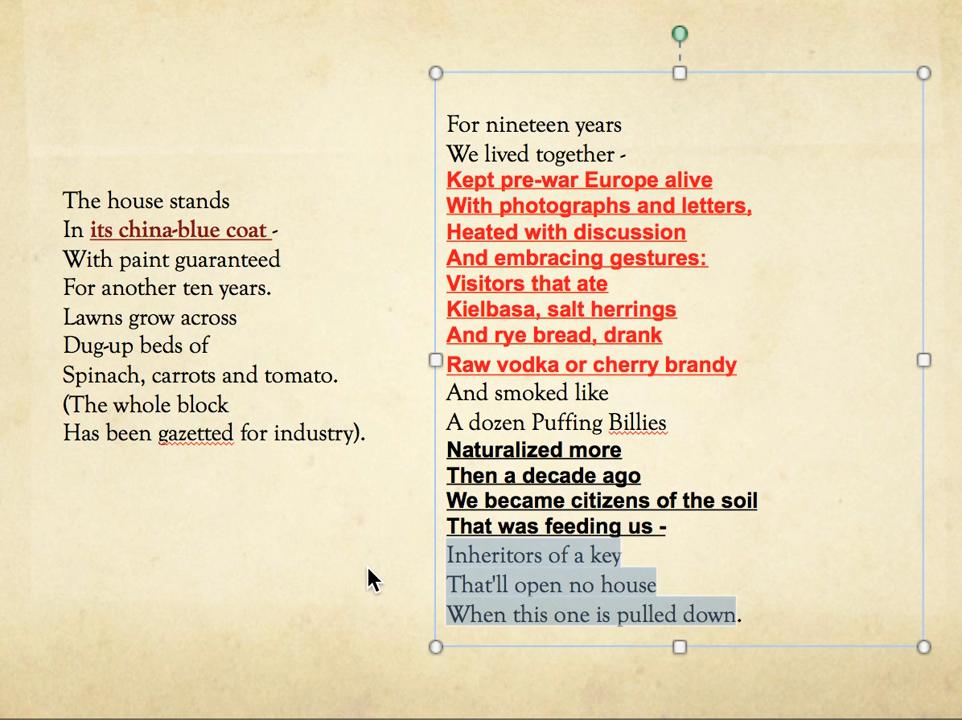 The house stands
In its china-blue coat -
With paint guaranteed
For another ten years.
Lawns grow across
Dug-up beds of
Spinach, carrots and tomato.
(The whole block
Has been gazetted for industry).
For nineteen years
We lived together -
Kept pre-war Europe alive
With photographs and letters,
Heated with discussion
And embracing gestures:
Visitors that ate
Kielbasa, salt herrings
And rye bread, drank
Raw vodka or cherry brandy
And smoked like
A dozen Puffing Billies
Naturalized more
Then a decade ago
We became citizens of the soil
That was feeding us -
Inheritors of a key
That'll open no house
When this one is pulled down.